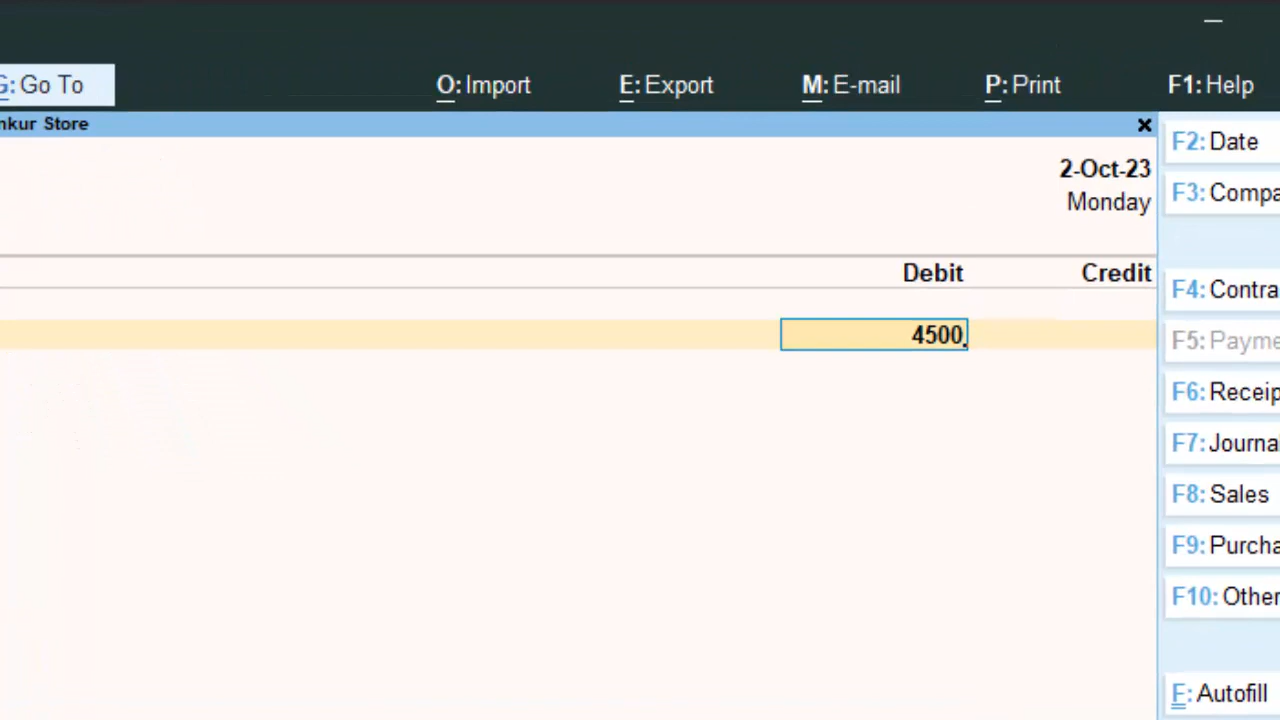 G: Go To O: Import E: Export M: E-mail P: Print F1: Help
nkur Store
F2: Date
2-Oct-23
F3: Compa
Monday
Debit Credit
F4: Contra
4500
F5: Payme
F6: Receip
F7: Journa
F8: Sales
F9: Purcha
F10: Other
F: Autofill